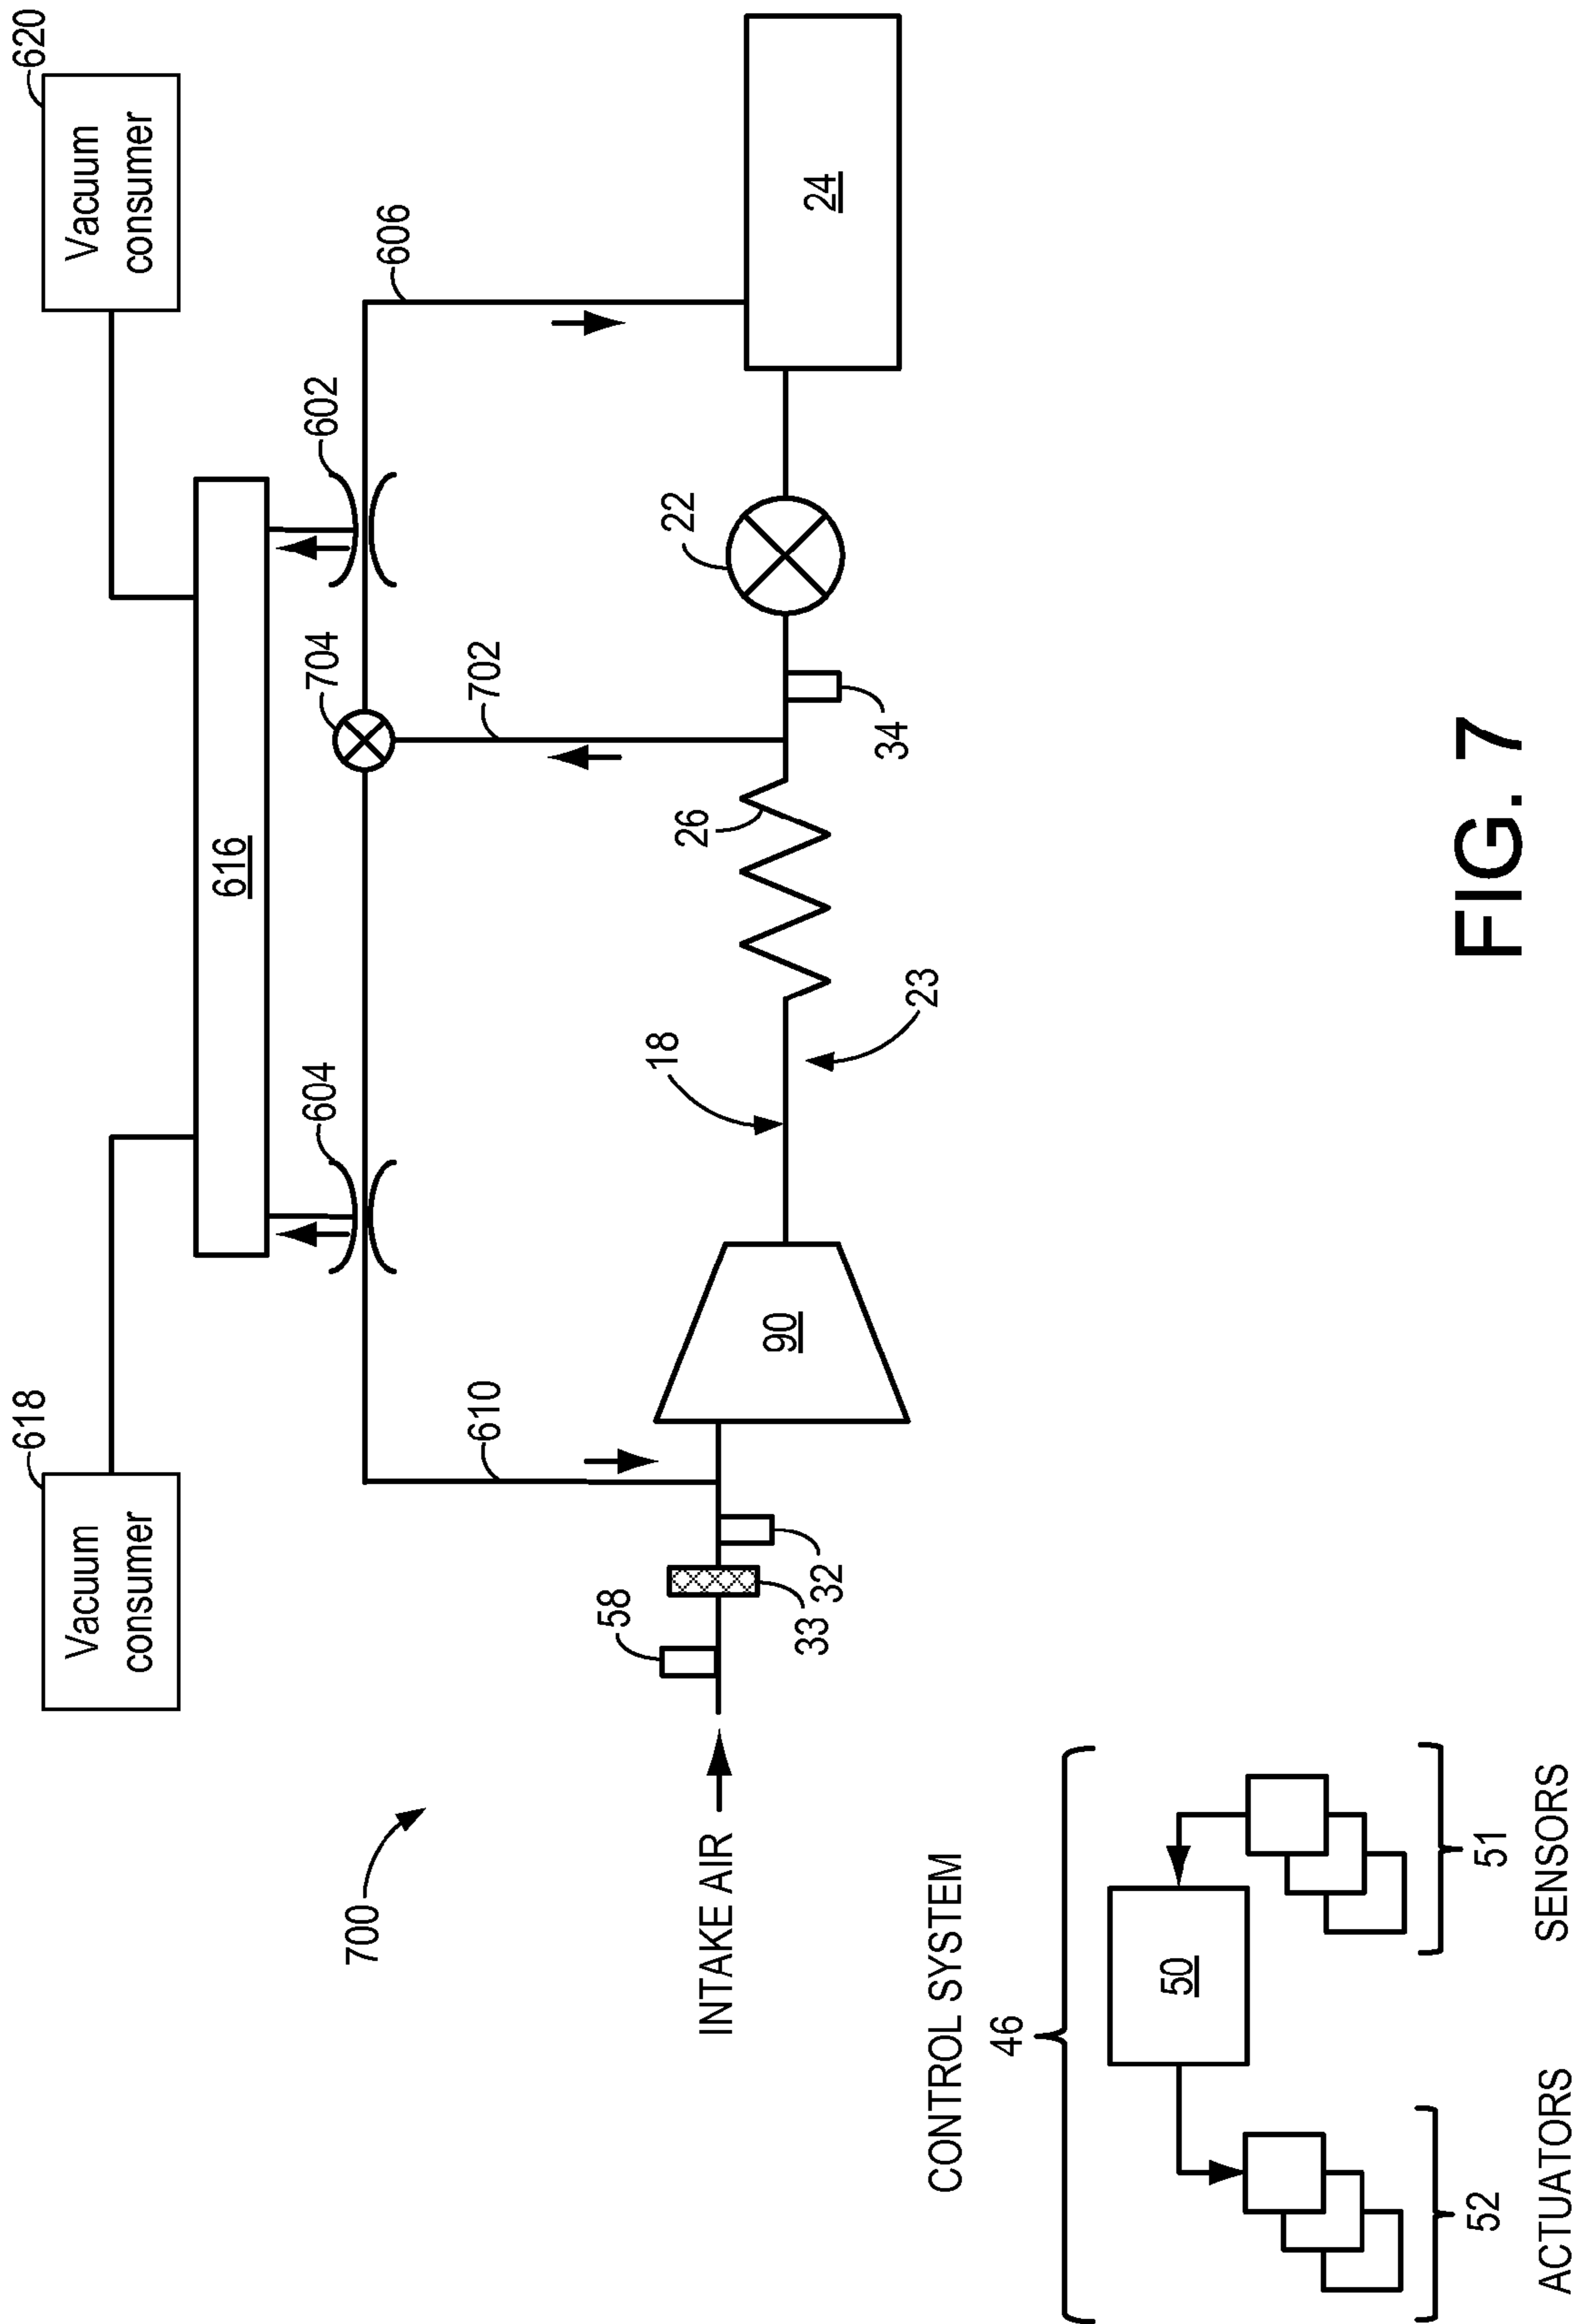 618
Vacuum
consumer
620
Vacuum
consumer
616
604
704
602
610
702
606
700
INTAKE AIR
58
33
32
90
18
23
26
34
22
24
CONTROL SYSTEM
46
50
52
ACTUATORS
51
SENSORS
FIG. 7